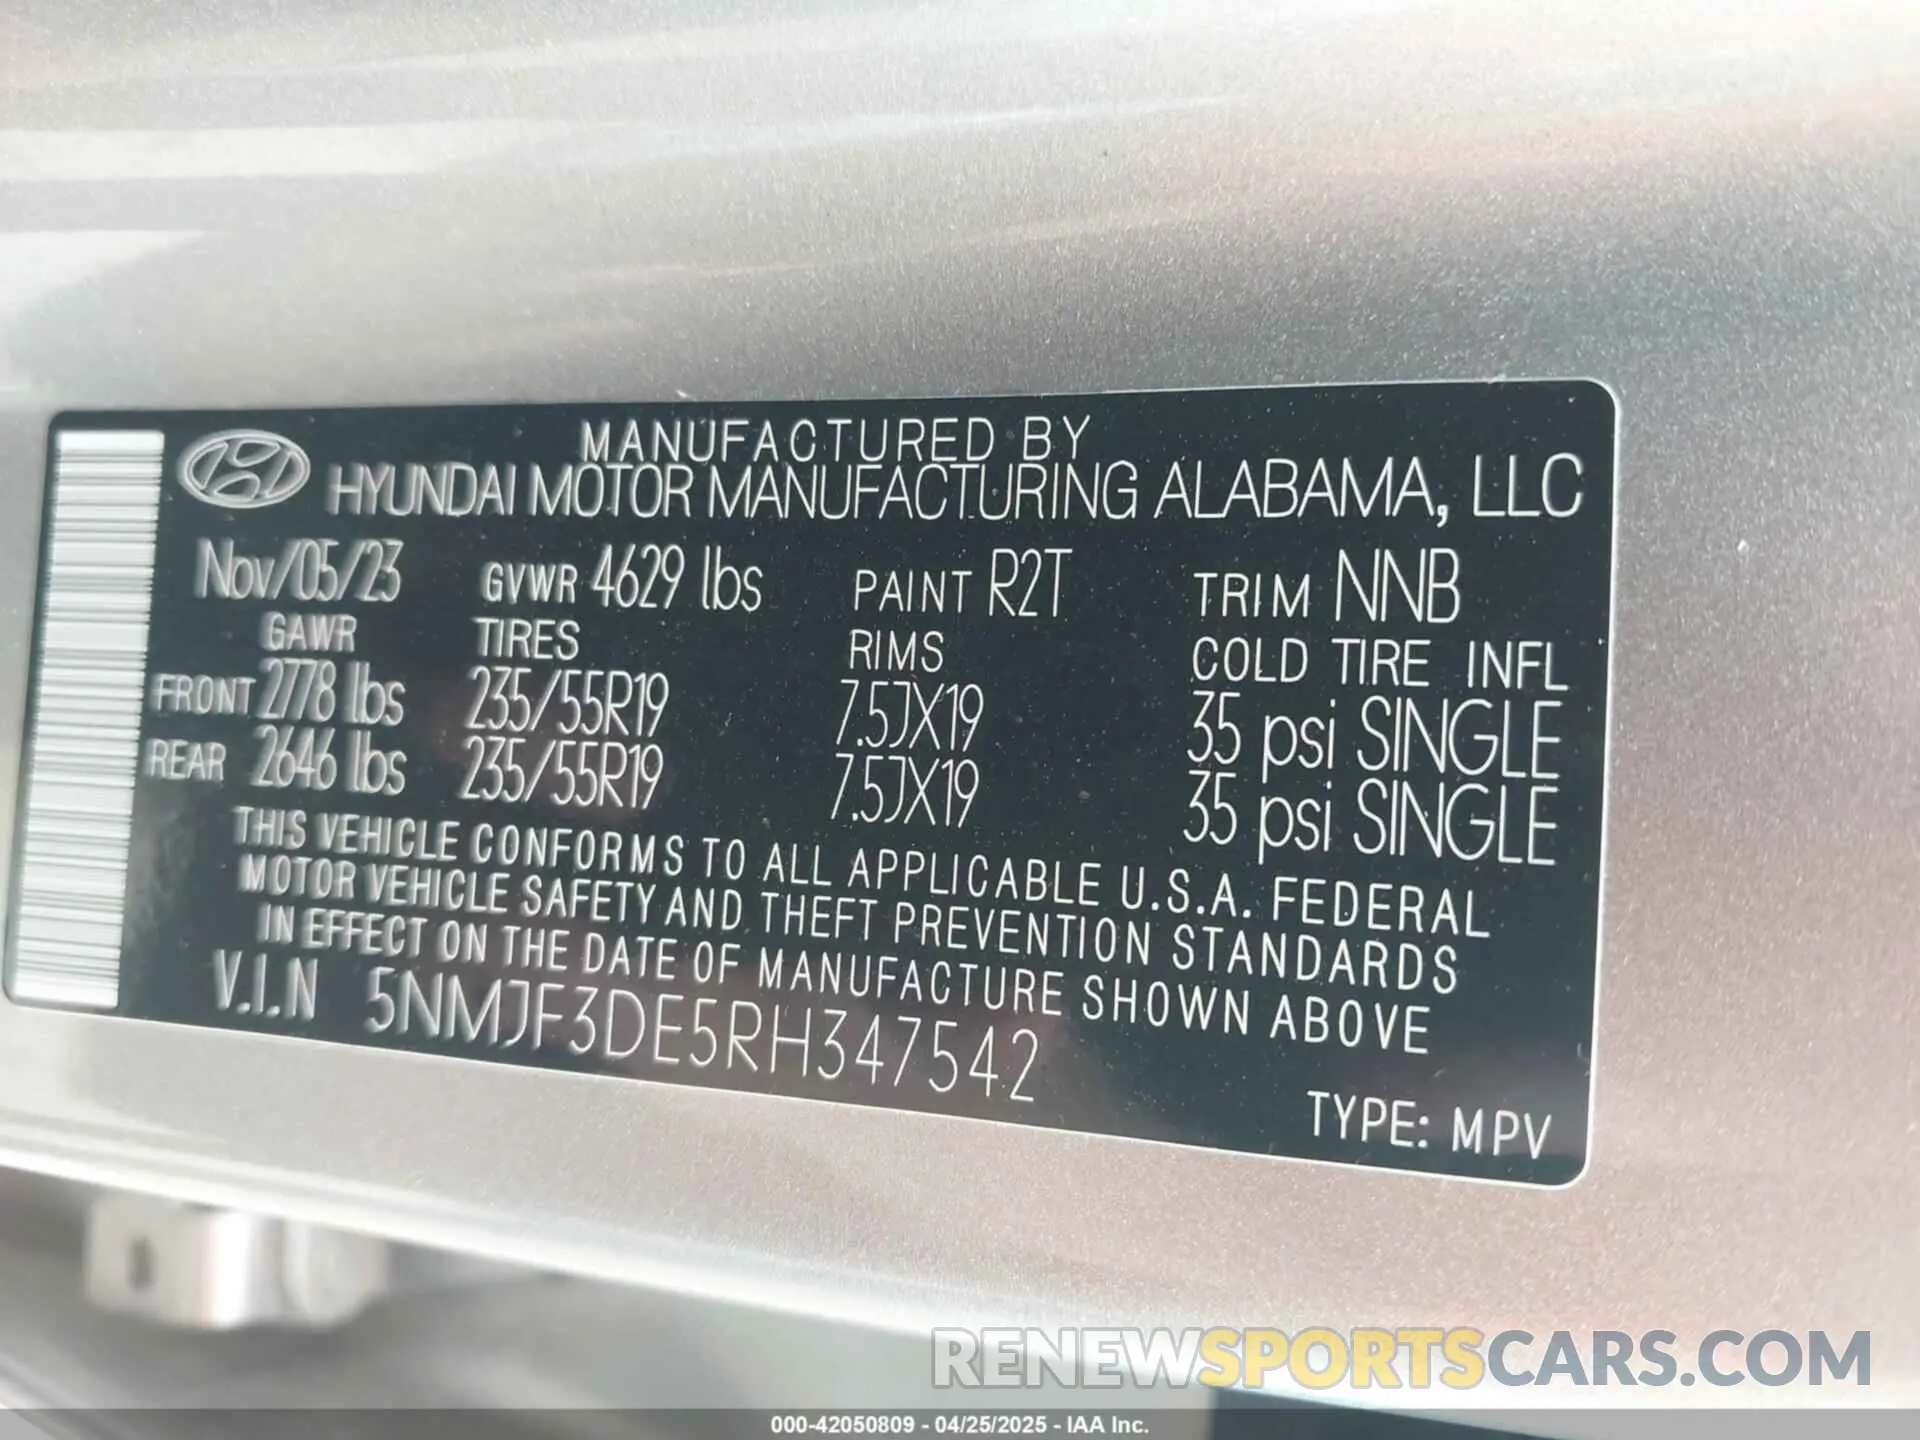 MANUFACTURED BY
HYUNDAI MOTOR MANUFACTURING ALABAMA, LLC
Nov/05/23 GVWR 4629 lbs PAINT R2T TRIM NNB
GAWR TIRES RIMS COLD TIRE INFL
FRONT 2778 lbs 235/55R19 7.5JX19 35 psi SINGLE
REAR 2646 lbs 235/55R19 7.5JX19 35 psi SINGLE
THIS VEHICLE CONFORMS TO ALL APPLICABLE U.S.A. FEDERAL
MOTOR VEHICLE SAFETY AND THEFT PREVENTION STANDARDS
IN EFFECT ON THE DATE OF MANUFACTURE SHOWN ABOVE
V.I.N 5NMJF3DE5RH347542
TYPE: MPV
RENEWSPORTSCARS.COM
000-42050809 - 04/25/2025 - IAA Inc.